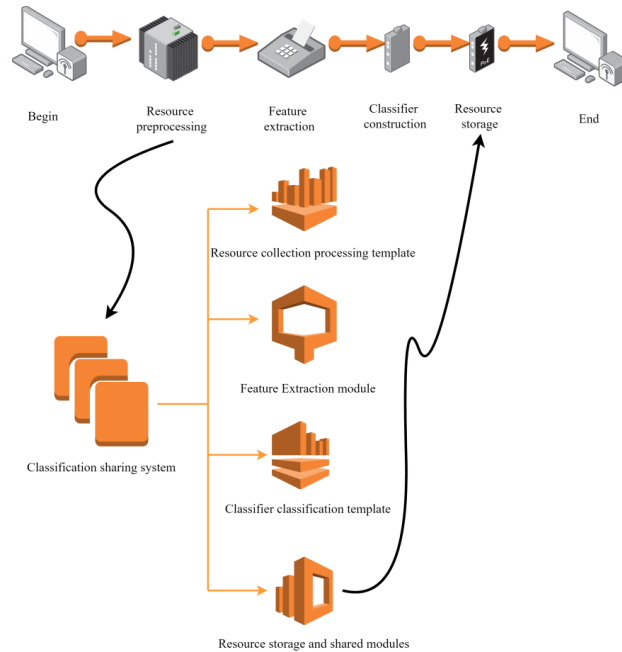 PoE
Begin
Resource
preprocessing
Feature
extraction
Classifier
construction
Resource
storage
End
Resource collection processing template
Feature Extraction module
Classification sharing system
Classifier classification template
Resource storage and shared modules